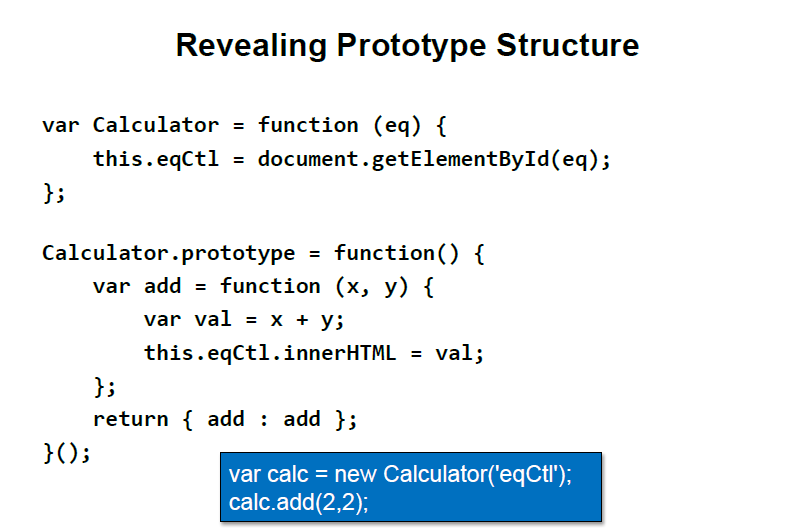 Revealing Prototype Structure
var Calculator = function (eq) {
    this.eqCtl = document.getElementById(eq);
};
Calculator.prototype = function() {
    var add = function (x, y) {
        var val = x + y;
        this.eqCtl.innerHTML = val;
    };
    return { add : add };
}();
var calc = new Calculator('eqCtl');
calc.add(2,2);